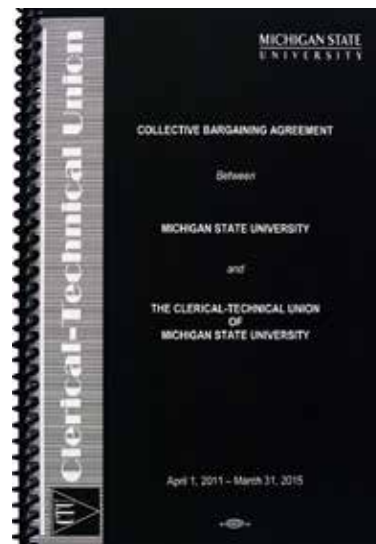 MICHIGAN STATE
UNIVERSITY
COLLECTIVE BARGAINING AGREEMENT
Between
MICHIGAN STATE UNIVERSITY
and
THE CLERICAL-TECHNICAL UNION
OF
MICHIGAN STATE UNIVERSITY
April 1, 2011 – March 31, 2015
Clerical-Technical Union
CTU